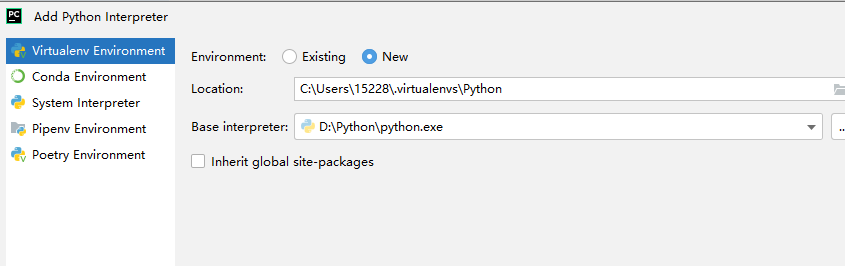 PC Add Python Interpreter
Virtualenv Environment
Conda Environment
System Interpreter
Pipenv Environment
Poetry Environment
Environment: Existing New
Location: C:\Users\15228\.virtualenvs\Python
Base interpreter: D:\Python\python.exe ..
Inherit global site-packages